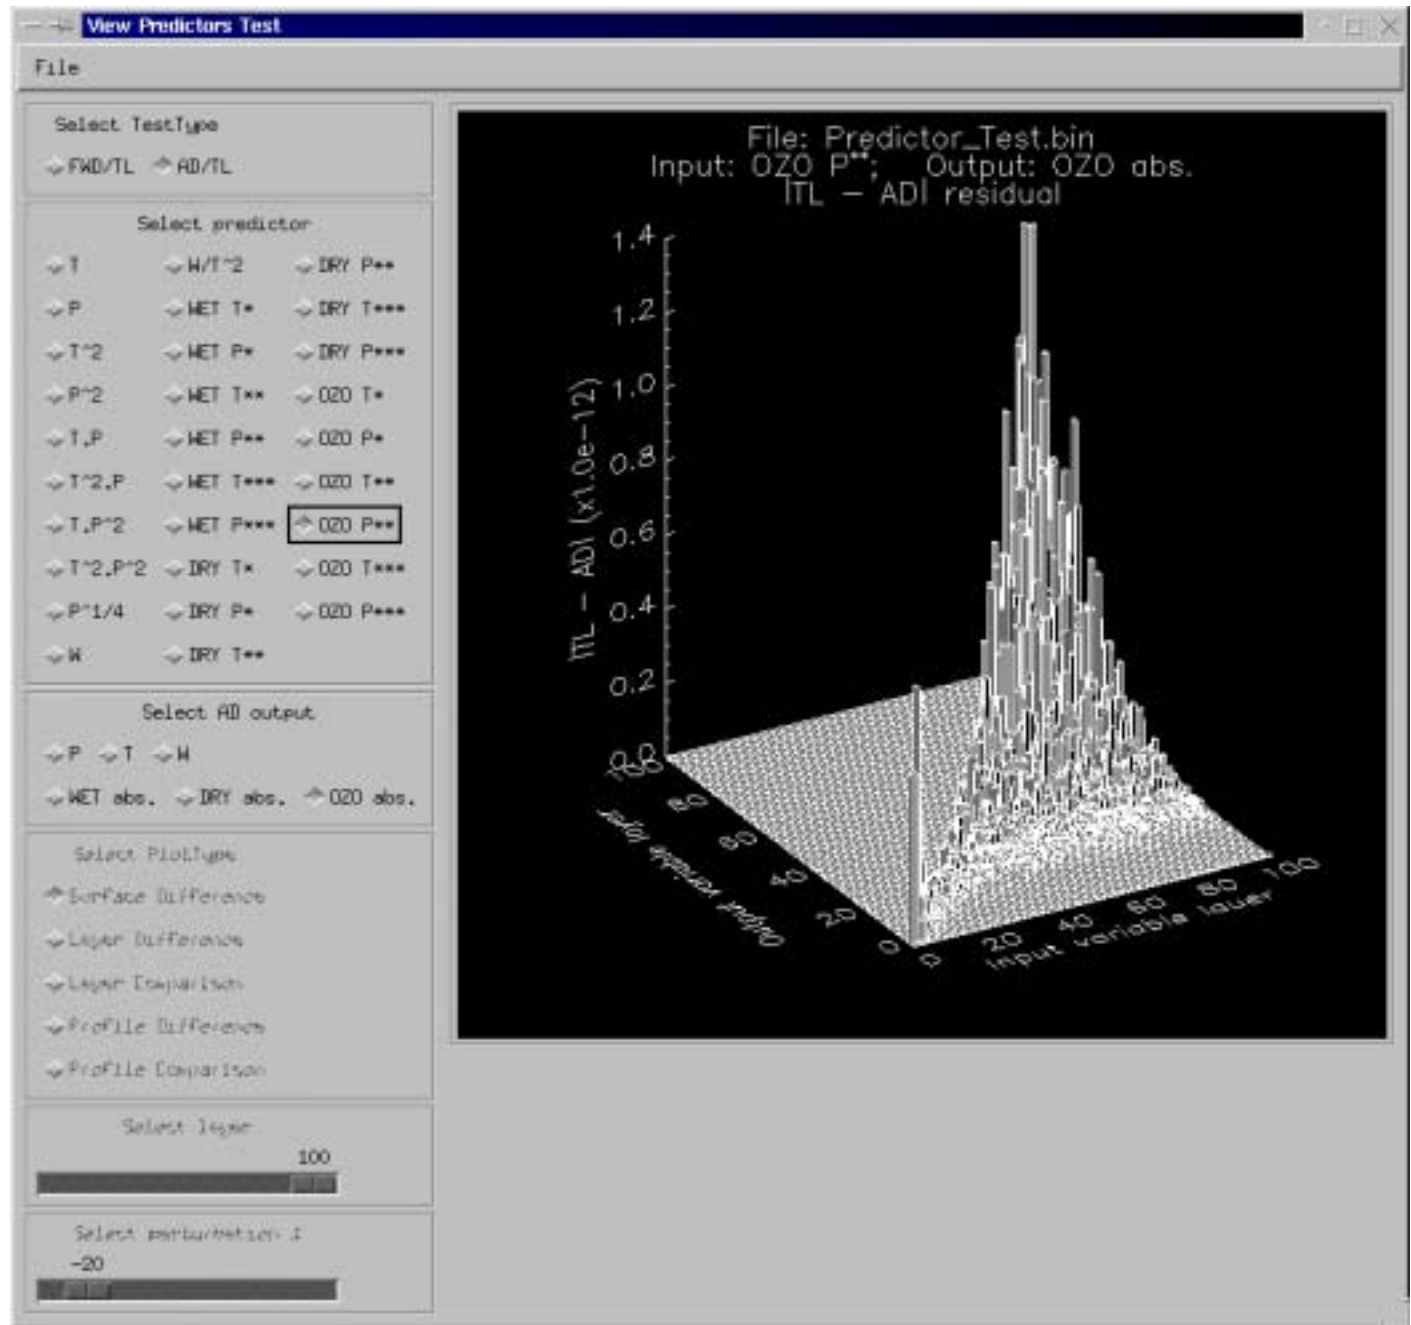 View Predictors Test
File
Select TestType
FWD/TL AD/TL
Select predictor
T W/T^2 DRY P**
P WET T* DRY T***
T^2 WET P* DRY P***
P^2 WET T** OZO T*
T.P WET P** OZO P*
T^2.P WET T*** OZO T**
T.P^2 WET P*** OZO P**
T^2.P^2 DRY T* OZO T***
P^1/4 DRY P* OZO P***
W DRY T**
Select AD output
P T W
WET abs. DRY abs. OZO abs.
Select PlotType
Surface Difference
Layer Difference
Layer Comparison
Profile Difference
Profile Comparison
Select layer
100
Select
-20
File: Predictor_Test.bin
Input: OZO P**; Output: OZO abs.
|TL - AD| residual
|TL - AD| (x1.0e-12)
1.4
1.2
1.0
0.8
0.6
0.4
0.2
0.0
100
80
60
40
20
0
Output variable layer
0
20
40
60
80
100
Input variable layer